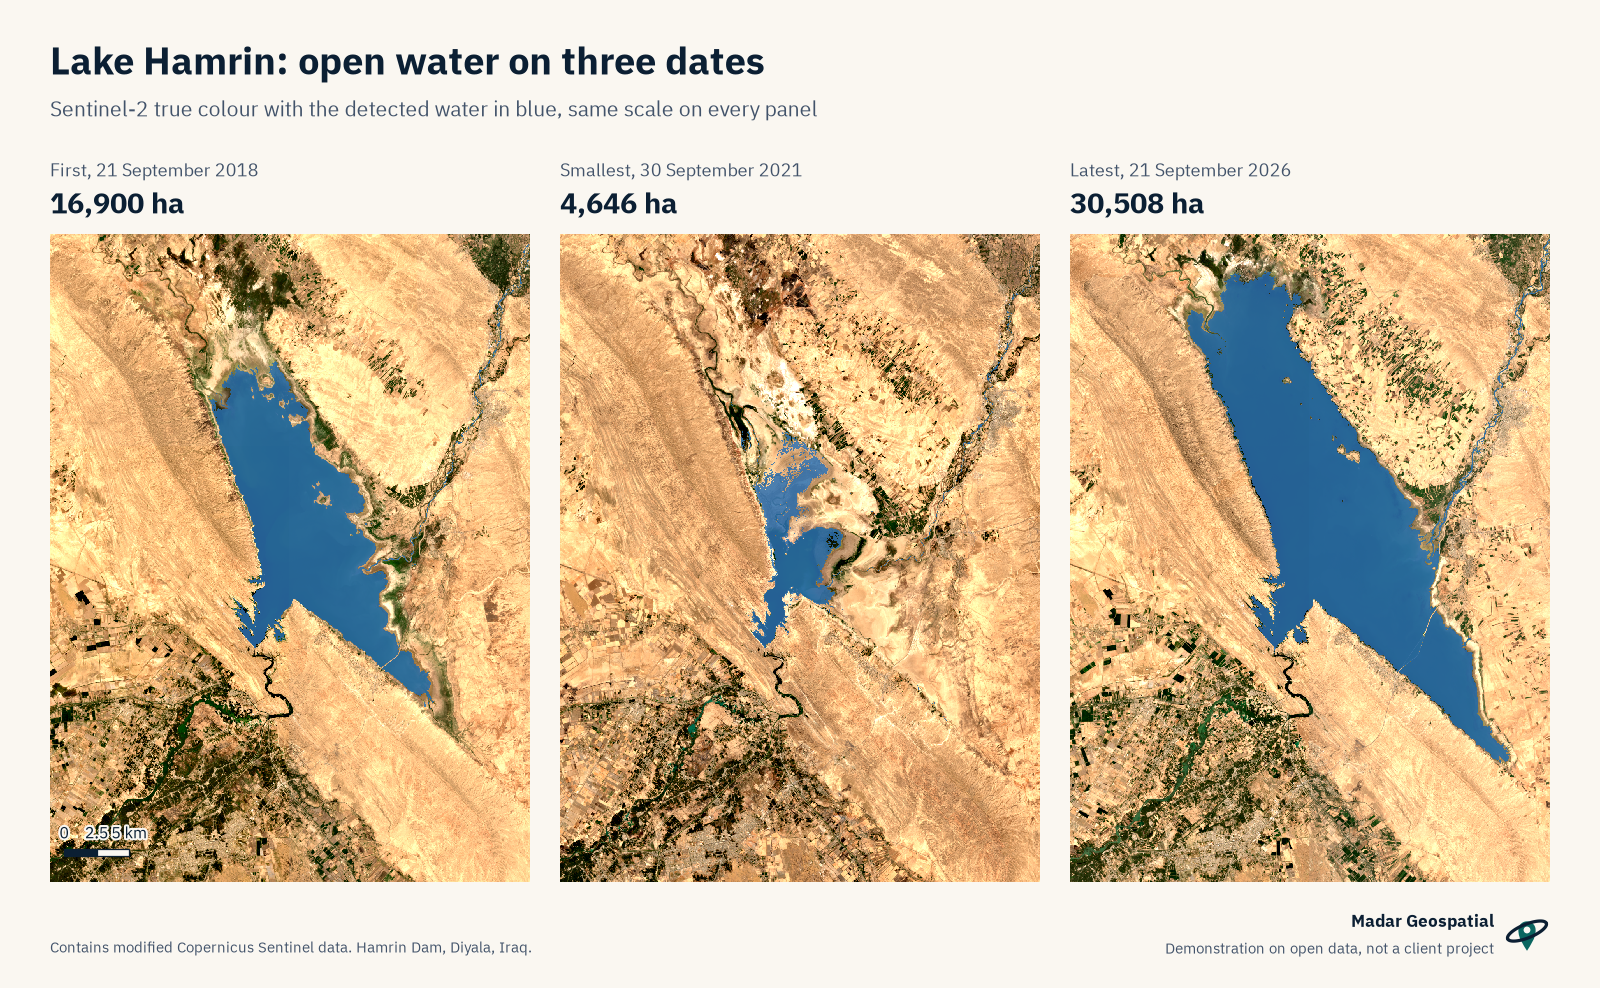 Lake Hamrin: open water on three dates
Sentinel-2 true colour with the detected water in blue, same scale on every panel
First, 21 September 2018
16,900 ha
Smallest, 30 September 2021
4,646 ha
Latest, 21 September 2026
30,508 ha
0 2.5 5 km
Madar Geospatial
Contains modified Copernicus Sentinel data. Hamrin Dam, Diyala, Iraq.
Demonstration on open data, not a client project